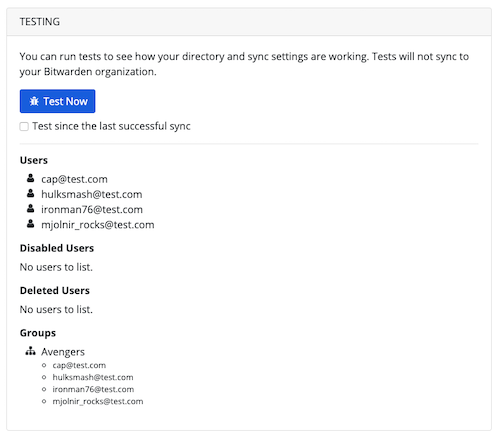 TESTING
You can run tests to see how your directory and sync settings are working. Tests will not sync to
your Bitwarden organization.
Test Now
Test since the last successful sync
Users
cap@test.com
hulksmash@test.com
ironman76@test.com
mjolnir_rocks@test.com
Disabled Users
No users to list.
Deleted Users
No users to list.
Groups
Avengers
cap@test.com
hulksmash@test.com
ironman76@test.com
mjolnir_rocks@test.com